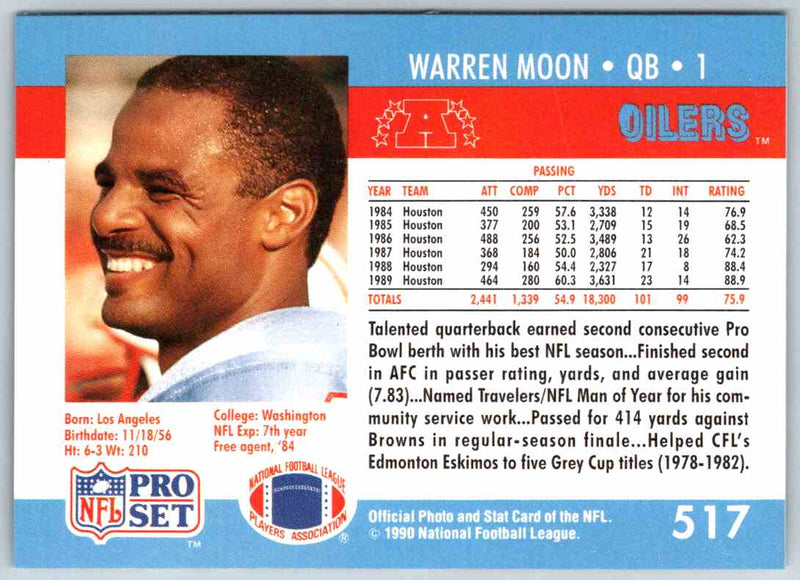 WARREN MOON • QB • 1
A
OILERS™
PASSING
YEAR TEAM ATT COMP PCT YDS TD INT RATING
1984 Houston 450 259 57.6 3,338 12 14 76.9
1985 Houston 377 200 53.1 2,709 15 19 68.5
1986 Houston 488 256 52.5 3,489 13 26 62.3
1987 Houston 368 184 50.0 2,806 21 18 74.2
1988 Houston 294 160 54.4 2,327 17 8 88.4
1989 Houston 464 280 60.3 3,631 23 14 88.9
TOTALS 2,441 1,339 54.9 18,300 101 99 75.9
Talented quarterback earned second consecutive Pro
Bowl berth with his best NFL season...Finished second
in AFC in passer rating, yards, and average gain
(7.83)...Named Travelers/NFL Man of Year for his com-
munity service work...Passed for 414 yards against
Browns in regular-season finale...Helped CFL's
Edmonton Eskimos to five Grey Cup titles (1978-1982).
Born: Los Angeles
Birthdate: 11/18/56
Ht: 6-3 Wt: 210
College: Washington
NFL Exp: 7th year
Free agent, '84
NFL
PRO
SET
™
NATIONAL FOOTBALL LEAGUE
PLAYERS ASSOCIATION
®
Official Photo and Stat Card of the NFL.
© 1990 National Football League.
517